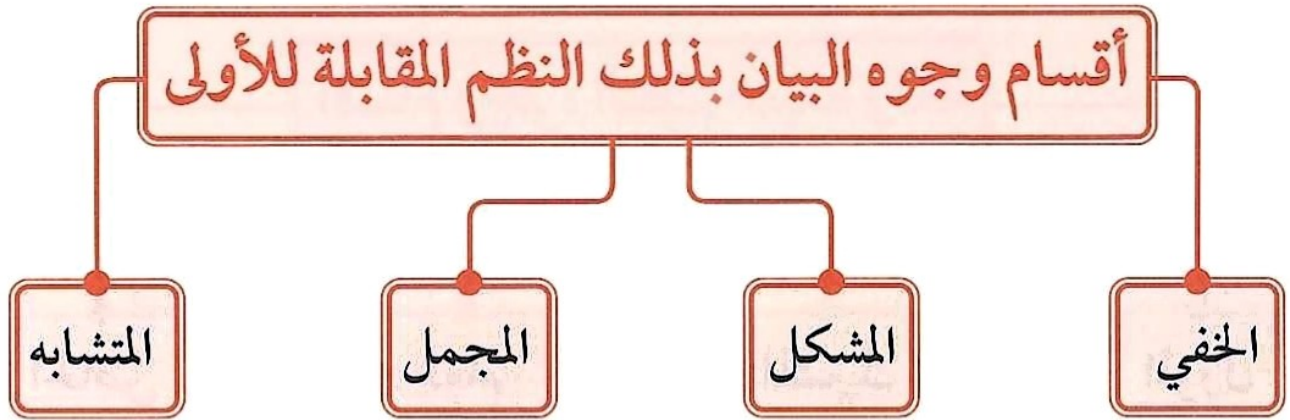 أقسام وجوه البيان بذلك النظم المقابلة للأولى
الخفي
المشكل
المجمل
المتشابه